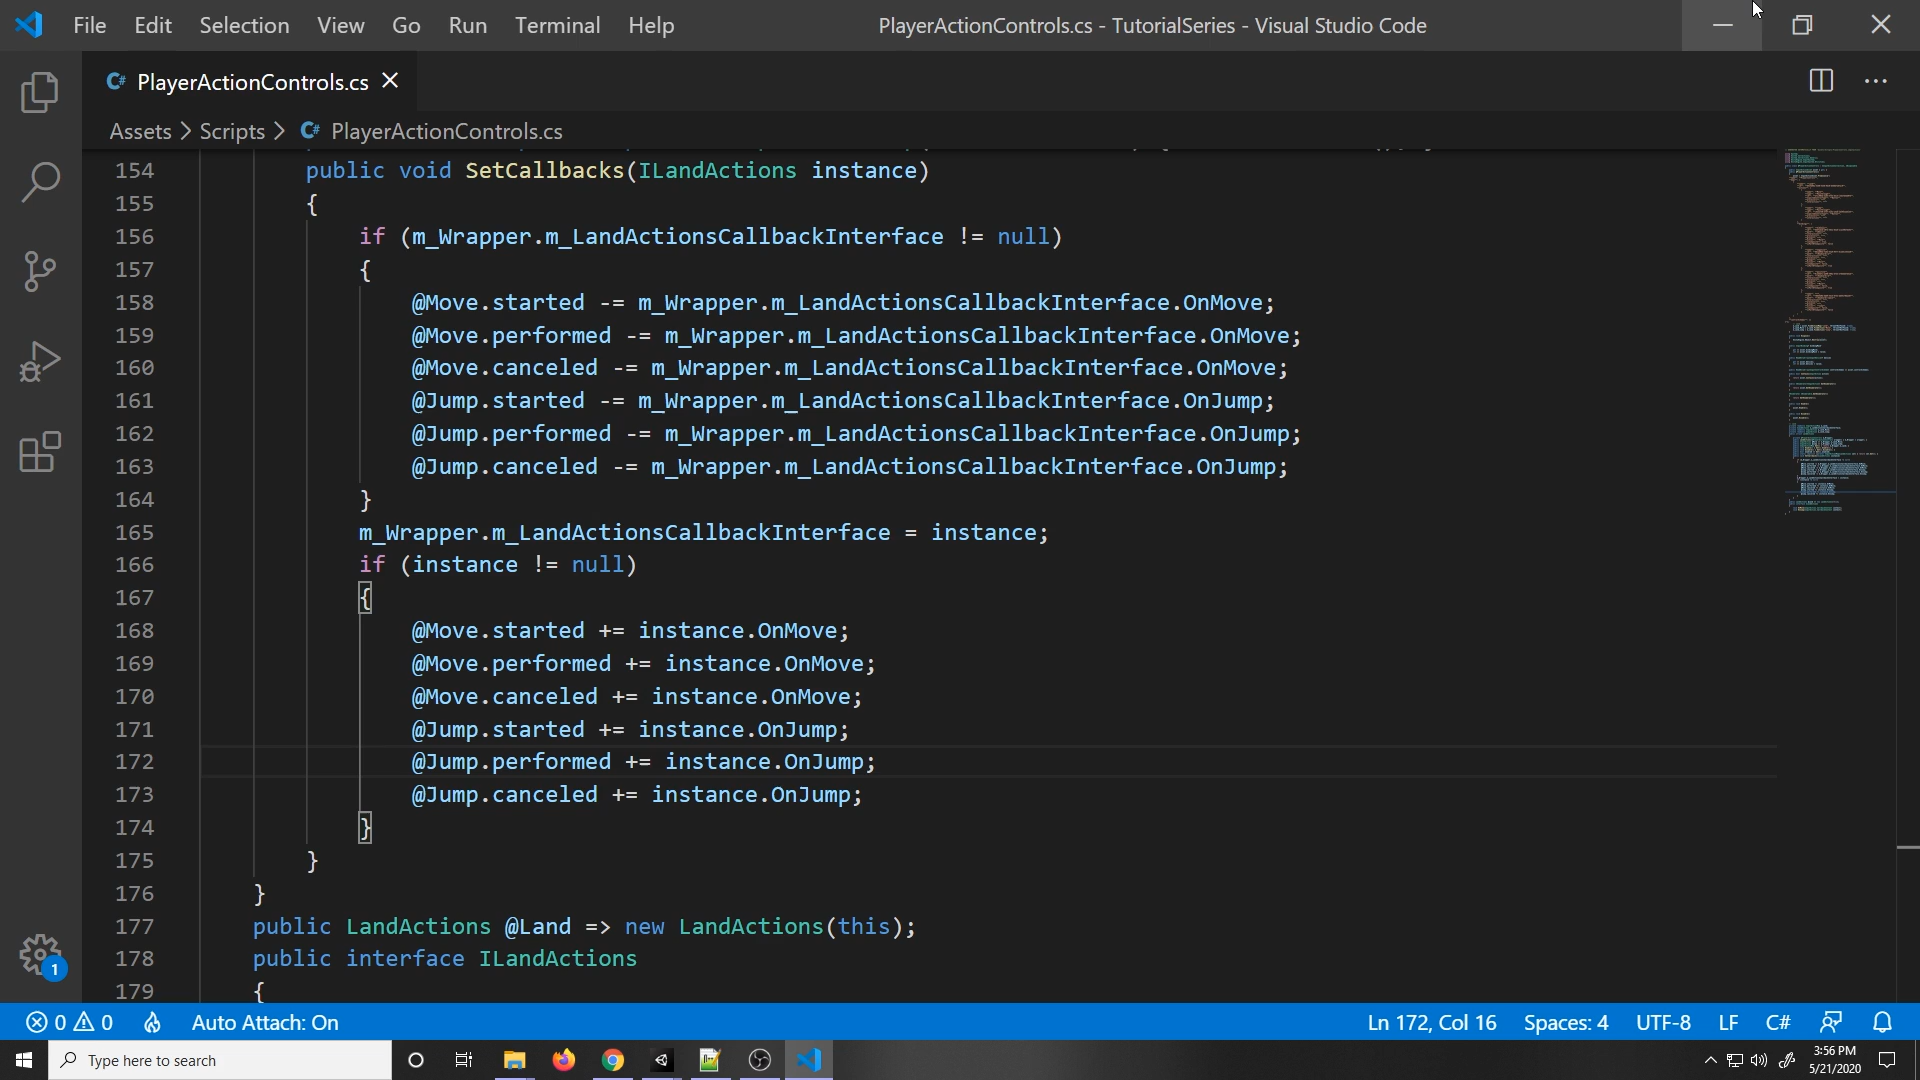 File Edit Selection View Go Run Terminal Help PlayerActionControls.cs - TutorialSeries - Visual Studio Code
C# PlayerActionControls.cs
Assets > Scripts > C# PlayerActionControls.cs
154 public void SetCallbacks(ILandActions instance)
155 {
156 if (m_Wrapper.m_LandActionsCallbackInterface != null)
157 {
158 @Move.started -= m_Wrapper.m_LandActionsCallbackInterface.OnMove;
159 @Move.performed -= m_Wrapper.m_LandActionsCallbackInterface.OnMove;
160 @Move.canceled -= m_Wrapper.m_LandActionsCallbackInterface.OnMove;
161 @Jump.started -= m_Wrapper.m_LandActionsCallbackInterface.OnJump;
162 @Jump.performed -= m_Wrapper.m_LandActionsCallbackInterface.OnJump;
163 @Jump.canceled -= m_Wrapper.m_LandActionsCallbackInterface.OnJump;
164 }
165 m_Wrapper.m_LandActionsCallbackInterface = instance;
166 if (instance != null)
167 {
168 @Move.started += instance.OnMove;
169 @Move.performed += instance.OnMove;
170 @Move.canceled += instance.OnMove;
171 @Jump.started += instance.OnJump;
172 @Jump.performed += instance.OnJump;
173 @Jump.canceled += instance.OnJump;
174 }
175 }
176 }
177 public LandActions @Land => new LandActions(this);
178 public interface ILandActions
179 {
1
0 0 Auto Attach: On Ln 172, Col 16 Spaces: 4 UTF-8 LF C#
Type here to search
3:56 PM
5/21/2020